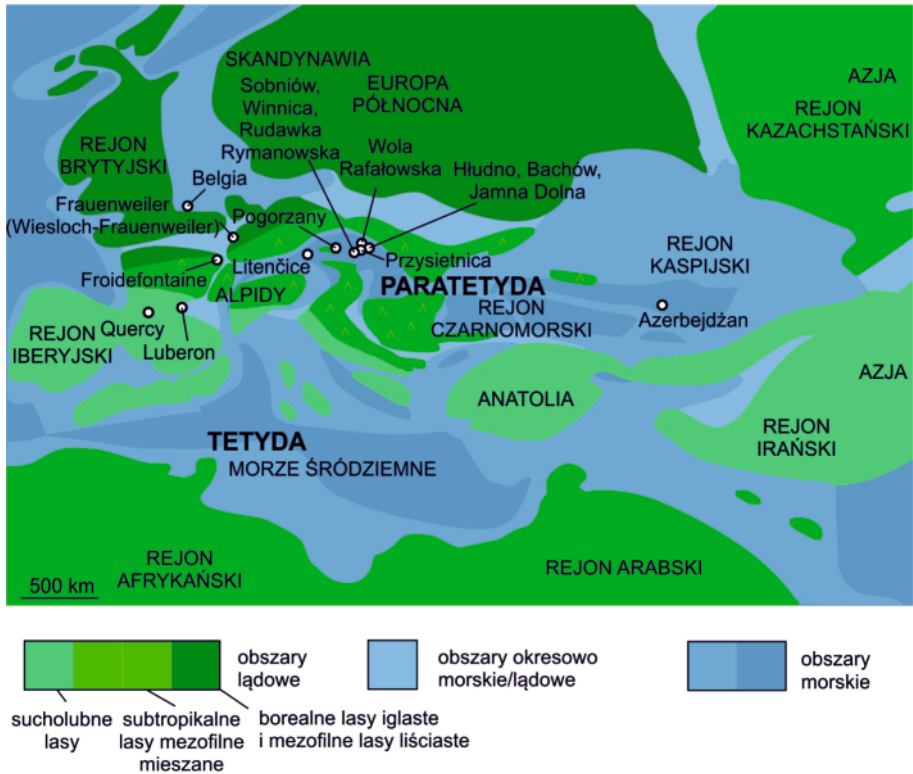 SKANDYNAWIA
Sobniów,
Winnica,
Rudawka
Rymanowska
EUROPA
PÓŁNOCNA
AZJA
REJON
KAZACHSTAŃSKI
REJON
BRYTYJSKI
Belgia
Wola
Rafałowska
Hłudno, Bachów,
Jamna Dolna
Frauenweiler
(Wiesloch-Frauenweiler)
Pogorzany
Froidefontaine
Litenčice
Przysietnica
REJON
KASPIJSKI
ALPIDY
PARATETYDA
REJON
CZARNOMORSKI
Azerbejdżan
REJON
IBERYJSKI
Quercy
Luberon
ANATOLIA
AZJA
REJON
IRAŃSKI
TETYDA
MORZE ŚRÓDZIEMNE
REJON
AFRYKAŃSKI
REJON ARABSKI
500 km
obszary
lądowe
obszary okresowo
morskie/lądowe
obszary
morskie
sucholubne
lasy
subtropikalne
lasy mezofilne
mieszane
borealne lasy iglaste
i mezofilne lasy liściaste